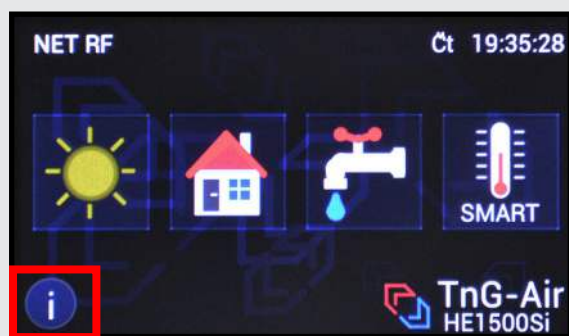 NET RF
Čt 19:35:28
SMART
i
TnG-Air
HE1500Si